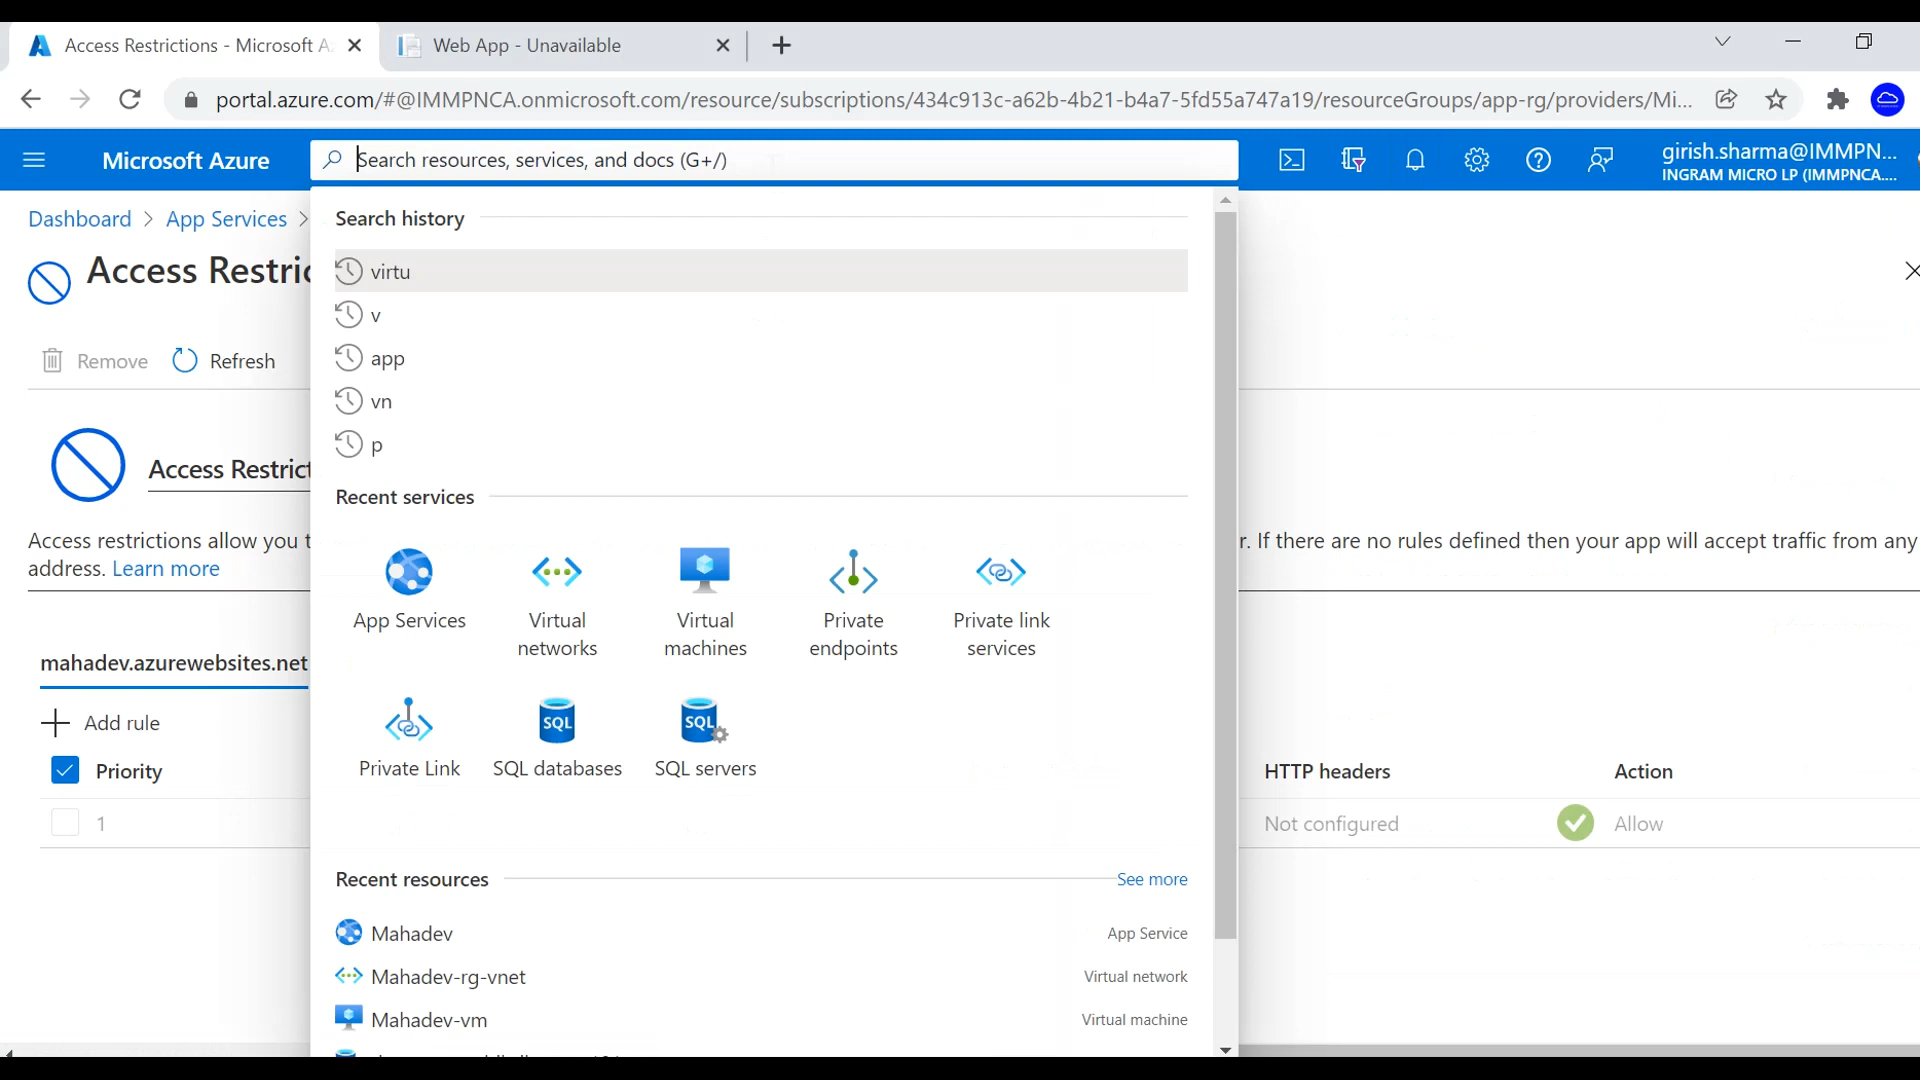 Access Restrictions - Microsoft A
Web App - Unavailable
portal.azure.com/#@IMMPNCA.onmicrosoft.com/resource/subscriptions/434c913c-a62b-4b21-b4a7-5fd55a747a19/resourceGroups/app-rg/providers/Mi...
Microsoft Azure
Search resources, services, and docs (G+/)
girish.sharma@IMMPN...
INGRAM MICRO LP (IMMPNCA....
Dashboard > App Services >
Access Restric
Remove
Refresh
Access Restrict
Access restrictions allow you t
r. If there are no rules defined then your app will accept traffic from any
address. Learn more
mahadev.azurewebsites.net
Add rule
Priority
HTTP headers
Action
1
Not configured
Allow
Search history
virtu
v
app
vn
p
Recent services
App Services
Virtual networks
Virtual machines
Private endpoints
Private link services
Private Link
SQL databases
SQL servers
Recent resources
See more
Mahadev
App Service
Mahadev-rg-vnet
Virtual network
Mahadev-vm
Virtual machine